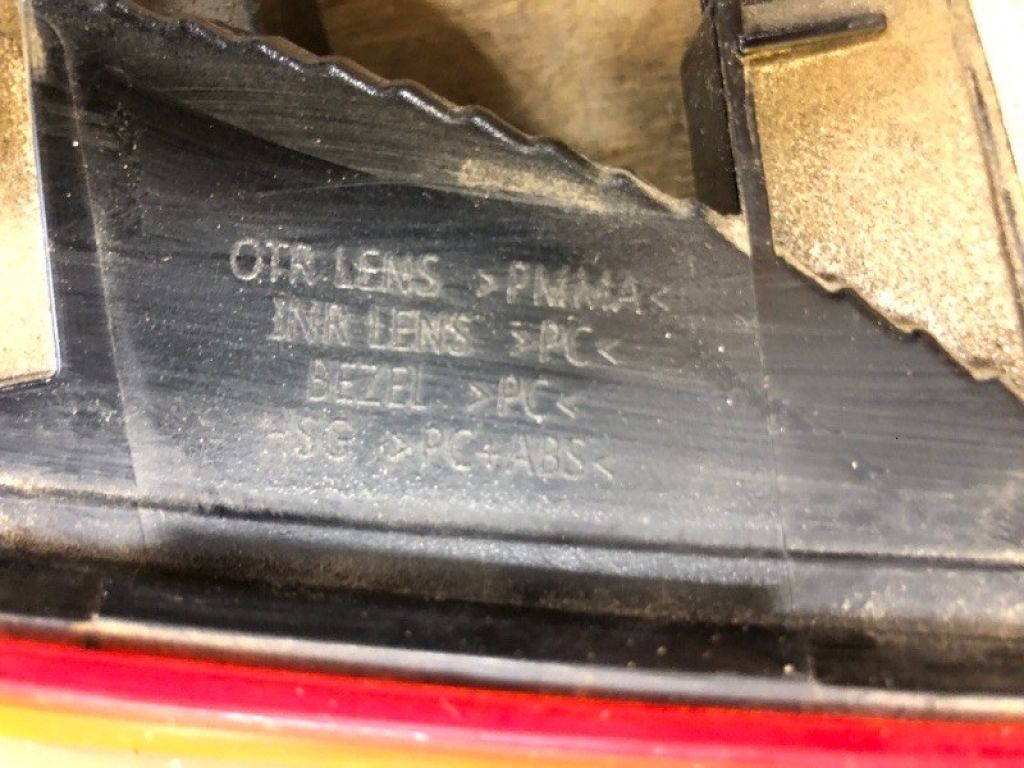 OTR LENS >PMMA<
INR LENS >PC<
BEZEL >PC<
HSG >PC+ABS<